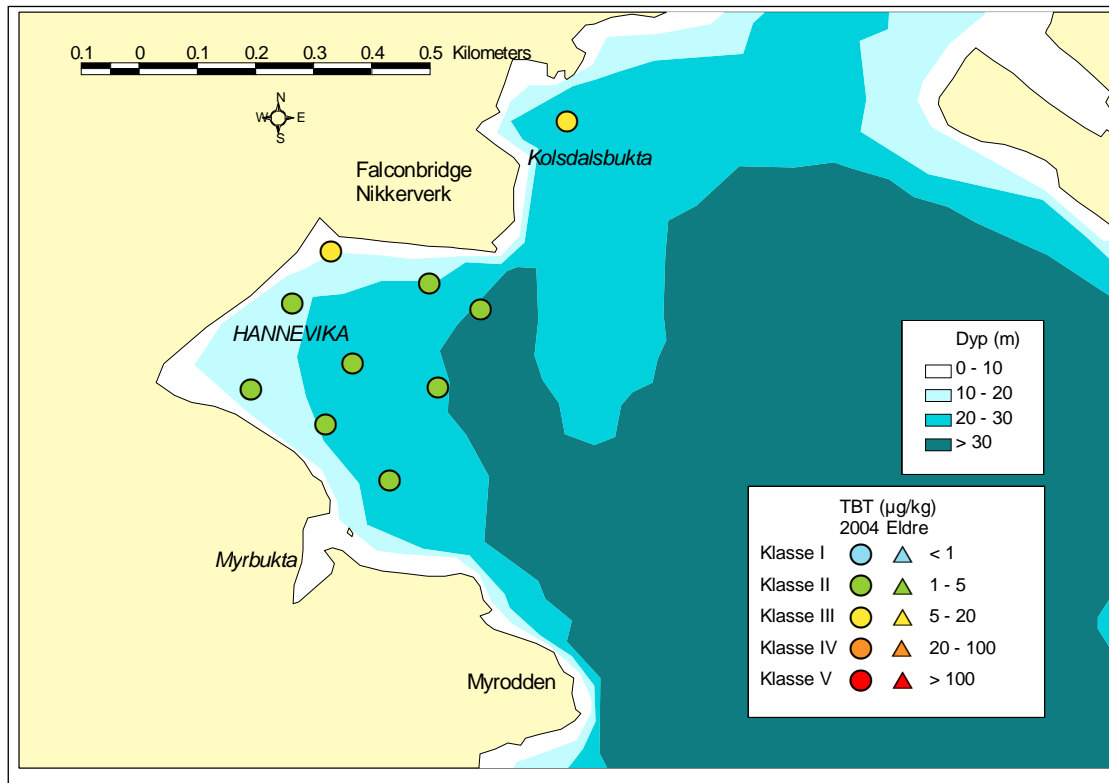 0.1 0 0.1 0.2 0.3 0.4 0.5 Kilometers
N
W E
S
Kolsdalsbukta
Falconbridge
Nikkerverk
HANNEVIKA
Dyp (m)
0 - 10
10 - 20
20 - 30
> 30
TBT (µg/kg)
2004 Eldre
Klasse I < 1
Klasse II 1 - 5
Klasse III 5 - 20
Klasse IV 20 - 100
Klasse V > 100
Myrbukta
Myrodden